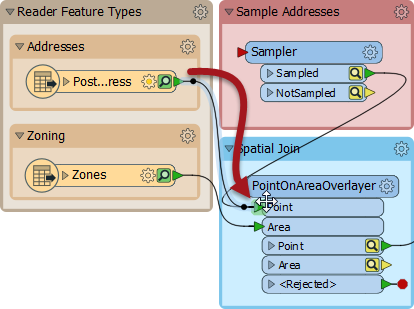 Reader Feature Types
Addresses
Post...ress
Zoning
Zones
Sample Addresses
Sampler
Sampled
NotSampled
Spatial Join
PointOnAreaOverlayer
Point
Area
Point
Area
<Rejected>